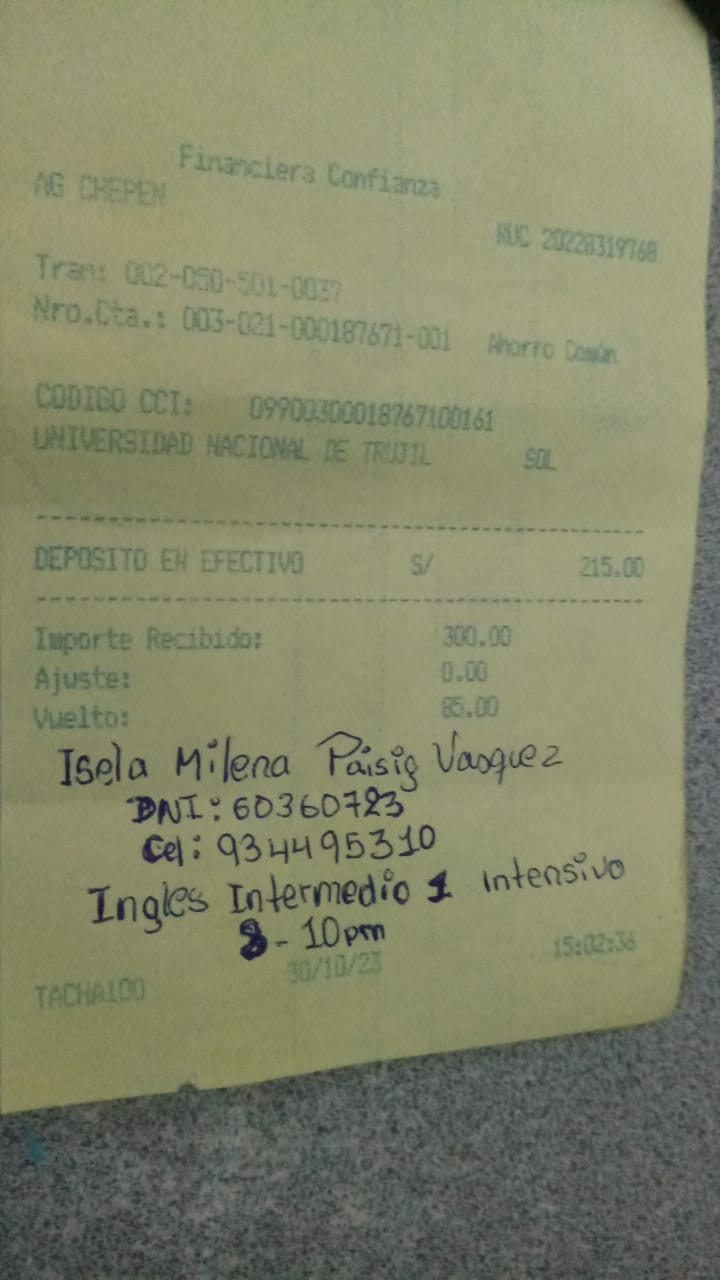 Financiera Confianza
AG CHEPEN
RUC 20228319768
Tran: 002-050-501-0037
Nro.Cta.: 003-021-000187671-001 Ahorro Común
CODIGO CCI: 09900300018767100161
UNIVERSIDAD NACIONAL DE TRUJIL SOL
DEPOSITO EN EFECTIVO S/ 215.00
Importe Recibido: 300.00
Ajuste: 0.00
Vuelto: 85.00
Isela Milena Paisig Vasquez
DNI: 60360723
Cel: 934495310
Ingles Intermedio 1 Intensivo
8-10pm
30/10/23 15:02:36
TACHA100